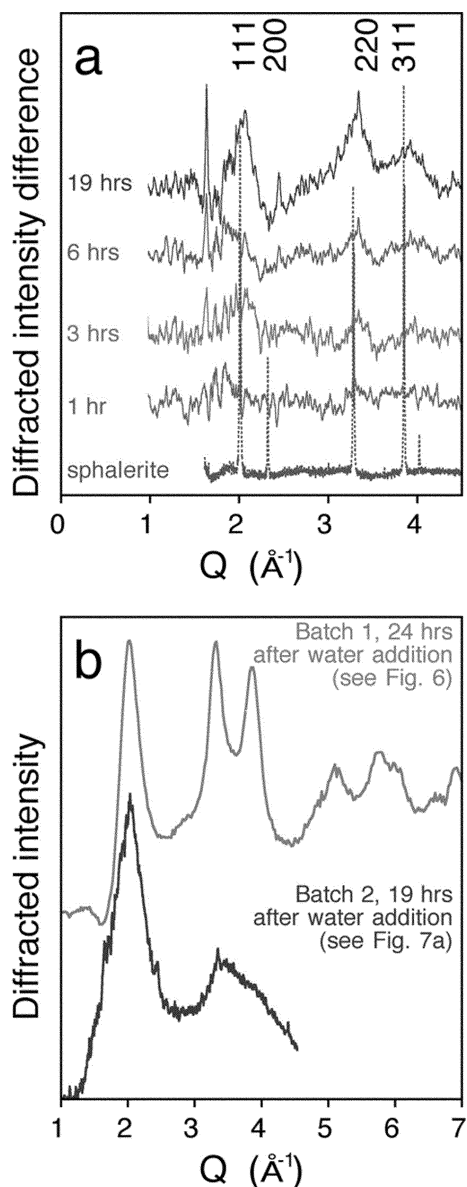 a
111
200
220
311
Diffracted intensity difference
19 hrs
6 hrs
3 hrs
1 hr
sphalerite
0 1 2 3 4
Q (Å-1)
b
Batch 1, 24 hrs
after water addition
(see Fig. 6)
Diffracted intensity
Batch 2, 19 hrs
after water addition
(see Fig. 7a)
1 2 3 4 5 6 7
Q (Å-1)